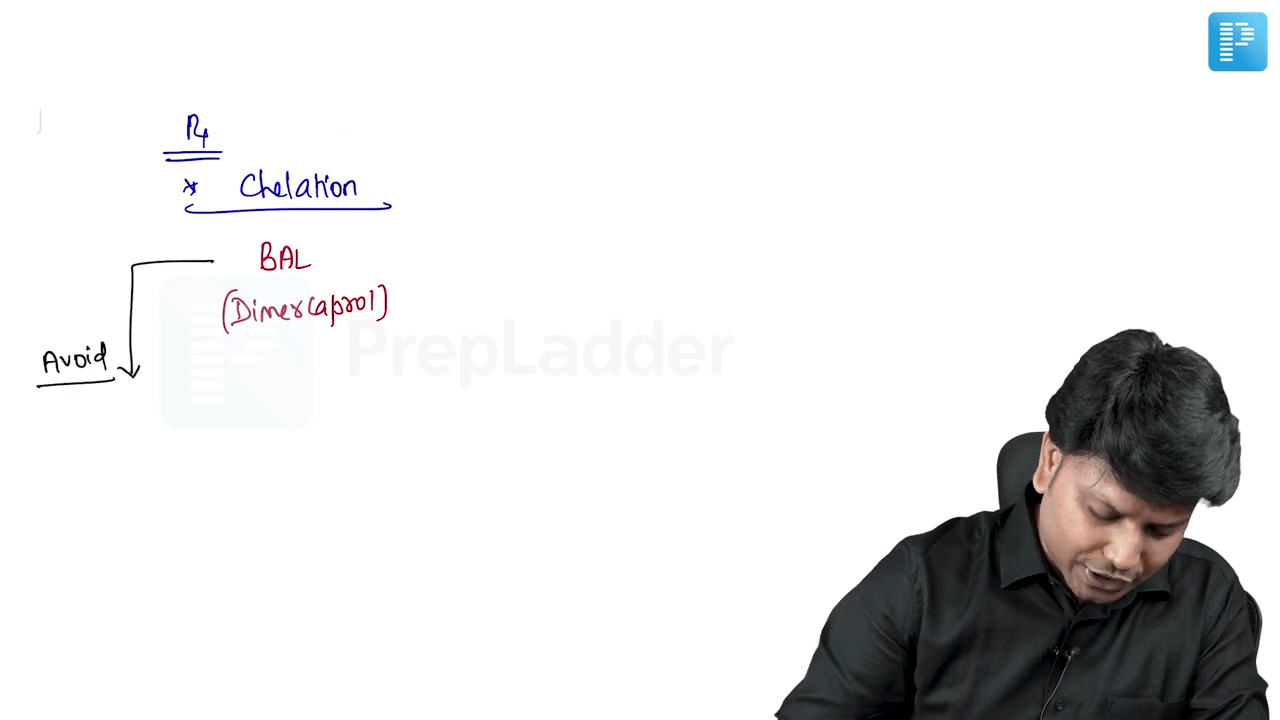 Rx
* Chelation
BAL
(Dimercaprol)
Avoid
PrepLadder